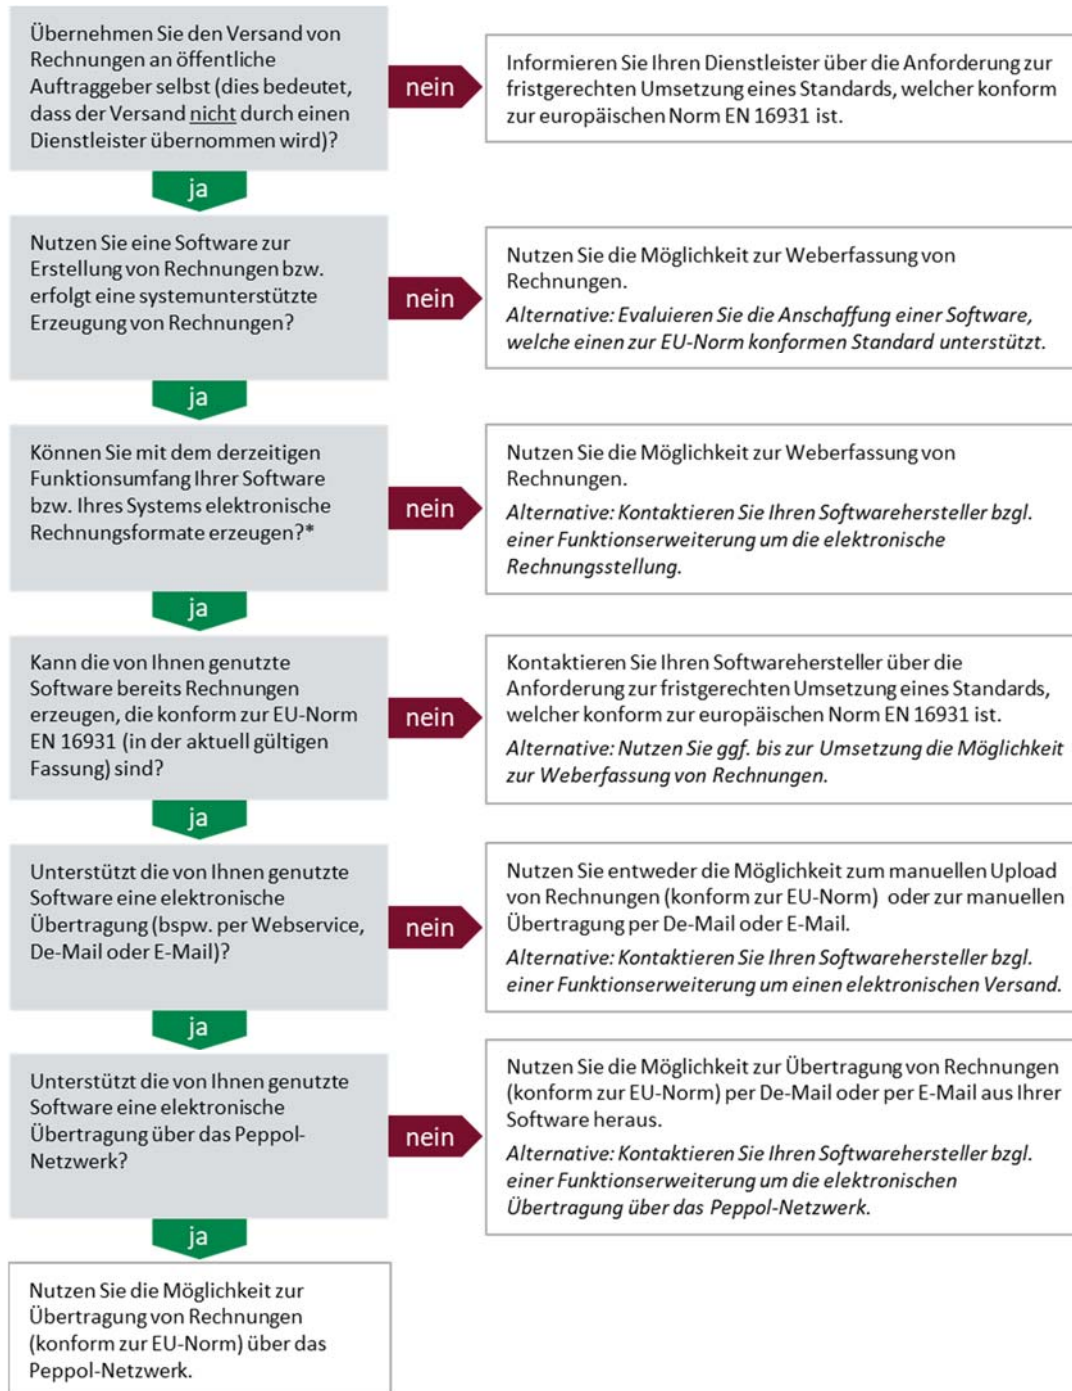 Übernehmen Sie den Versand von
Rechnungen an öffentliche
Auftraggeber selbst (dies bedeutet,
dass der Versand nicht durch einen
Dienstleister übernommen wird)?
nein
Informieren Sie Ihren Dienstleister über die Anforderung zur
fristgerechten Umsetzung eines Standards, welcher konform
zur europäischen Norm EN 16931 ist.
ja
Nutzen Sie eine Software zur
Erstellung von Rechnungen bzw.
erfolgt eine systemunterstützte
Erzeugung von Rechnungen?
nein
Nutzen Sie die Möglichkeit zur Weberfassung von
Rechnungen.
Alternative: Evaluieren Sie die Anschaffung einer Software,
welche einen zur EU-Norm konformen Standard unterstützt.
ja
Können Sie mit dem derzeitigen
Funktionsumfang Ihrer Software
bzw. Ihres Systems elektronische
Rechnungsformate erzeugen?*
nein
Nutzen Sie die Möglichkeit zur Weberfassung von
Rechnungen.
Alternative: Kontaktieren Sie Ihren Softwarehersteller bzgl.
einer Funktionserweiterung um die elektronische
Rechnungsstellung.
ja
Kann die von Ihnen genutzte
Software bereits Rechnungen
erzeugen, die konform zur EU-Norm
EN 16931 (in der aktuell gültigen
Fassung) sind?
nein
Kontaktieren Sie Ihren Softwarehersteller über die
Anforderung zur fristgerechten Umsetzung eines Standards,
welcher konform zur europäischen Norm EN 16931 ist.
Alternative: Nutzen Sie ggf. bis zur Umsetzung die Möglichkeit
zur Weberfassung von Rechnungen.
ja
Unterstützt die von Ihnen genutzte
Software eine elektronische
Übertragung (bspw. per Webservice,
De-Mail oder E-Mail)?
nein
Nutzen Sie entweder die Möglichkeit zum manuellen Upload
von Rechnungen (konform zur EU-Norm) oder zur manuellen
Übertragung per De-Mail oder E-Mail.
Alternative: Kontaktieren Sie Ihren Softwarehersteller bzgl.
einer Funktionserweiterung um einen elektronischen Versand.
ja
Unterstützt die von Ihnen genutzte
Software eine elektronische
Übertragung über das Peppol-
Netzwerk?
nein
Nutzen Sie die Möglichkeit zur Übertragung von Rechnungen
(konform zur EU-Norm) per De-Mail oder per E-Mail aus Ihrer
Software heraus.
Alternative: Kontaktieren Sie Ihren Softwarehersteller bzgl.
einer Funktionserweiterung um die elektronischen
Übertragung über das Peppol-Netzwerk.
ja
Nutzen Sie die Möglichkeit zur
Übertragung von Rechnungen
(konform zur EU-Norm) über das
Peppol-Netzwerk.